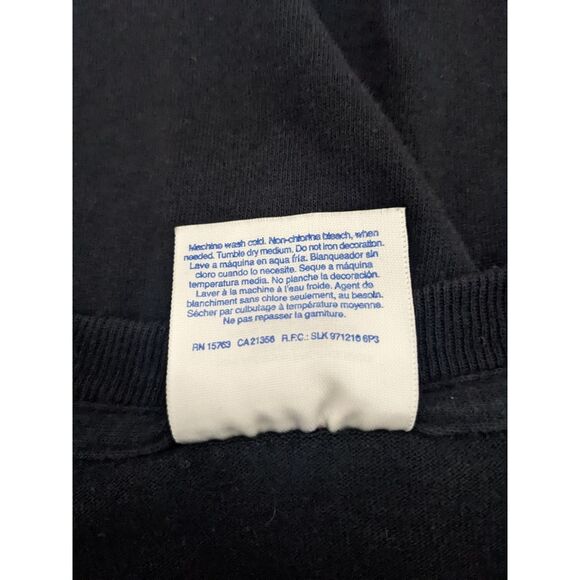 Machine wash cold. Non-chlorine bleach, when
needed. Tumble dry medium. Do not iron decoration.
Lave a máquina en aqua fría. Blanqueador sin
cloro cuando lo necesite. Seque a máquina
temperatura media. No planche la decoración.
Laver à la machine à l'eau froide. Agent de
blanchiment sans chlore seulement, au besoin.
Sécher par culbutage à température moyenne.
Ne pas repasser la garniture.
RN 15763 CA 21356 R.F.C.: SLK 971216 6P3